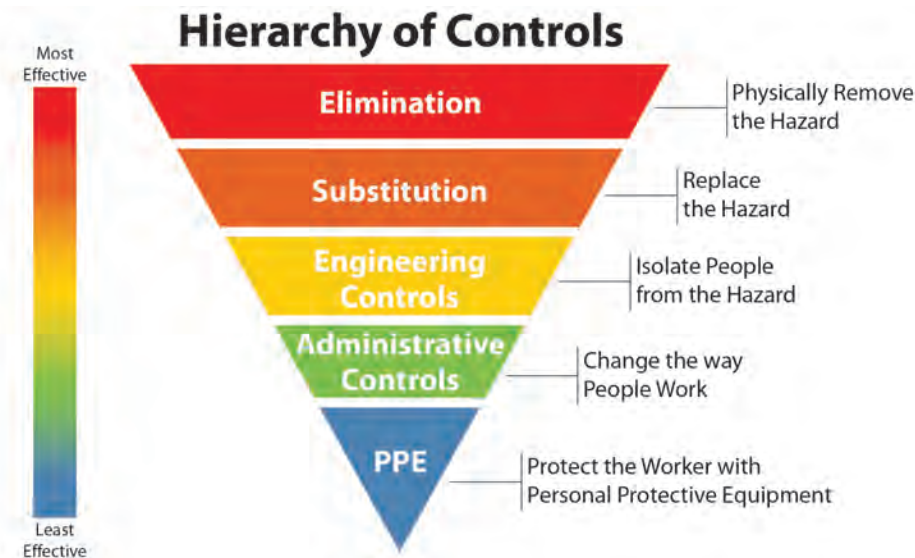 Hierarchy of Controls
Most
Effective
Elimination
Physically Remove
the Hazard
Substitution
Replace
the Hazard
Engineering
Controls
Isolate People
from the Hazard
Administrative
Controls
Change the way
People Work
PPE
Protect the Worker with
Personal Protective Equipment
Least
Effective